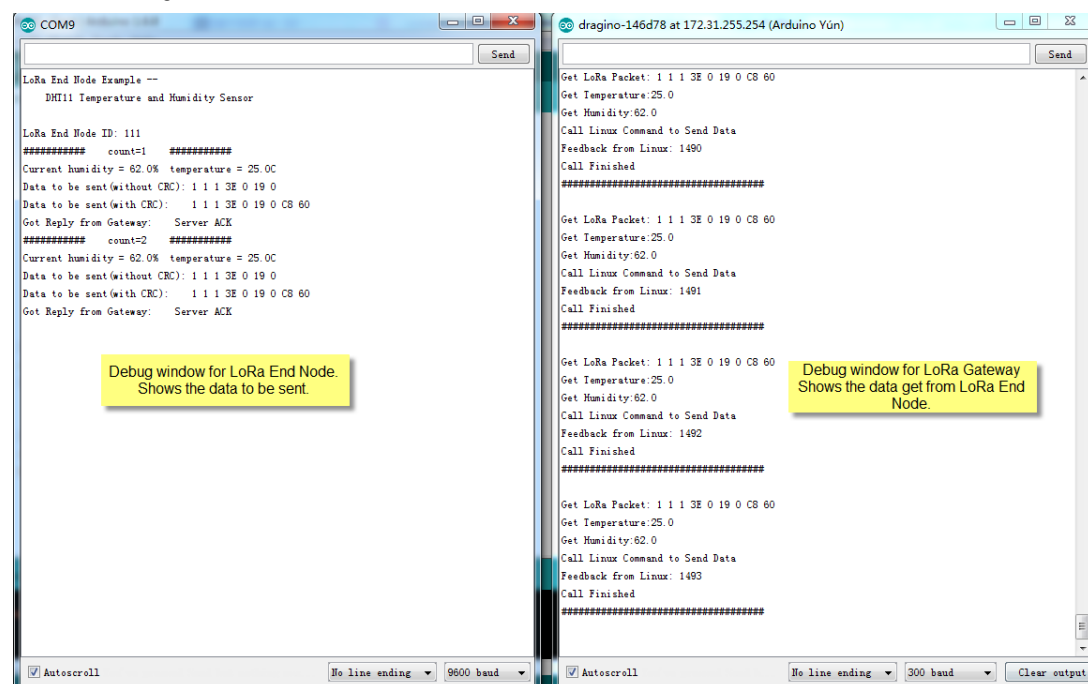 COM9
Send
LoRa End Node Example --
DHT11 Temperature and Humidity Sensor
LoRa End Node ID: 111
########### count=1 ###########
Current humidity = 62.0% temperature = 25.0C
Data to be sent(without CRC): 1 1 1 3E 0 19 0
Data to be sent(with CRC): 1 1 1 3E 0 19 0 C8 60
Got Reply from Gateway: Server ACK
########### count=2 ###########
Current humidity = 62.0% temperature = 25.0C
Data to be sent(without CRC): 1 1 1 3E 0 19 0
Data to be sent(with CRC): 1 1 1 3E 0 19 0 C8 60
Got Reply from Gateway: Server ACK
Debug window for LoRa End Node.
Shows the data to be sent.
Autoscroll
No line ending
9600 baud
dragino-146d78 at 172.31.255.254 (Arduino Yún)
Send
Get LoRa Packet: 1 1 1 3E 0 19 0 C8 60
Get Temperature:25.0
Get Humidity:62.0
Call Linux Command to Send Data
Feedback from Linux: 1490
Call Finished
###################################
Get LoRa Packet: 1 1 1 3E 0 19 0 C8 60
Get Temperature:25.0
Get Humidity:62.0
Call Linux Command to Send Data
Feedback from Linux: 1491
Call Finished
###################################
Get LoRa Packet: 1 1 1 3E 0 19 0 C8 60
Get Temperature:25.0
Get Humidity:62.0
Call Linux Command to Send Data
Feedback from Linux: 1492
Call Finished
###################################
Debug window for LoRa Gateway
Shows the data get from LoRa End
Node.
Get LoRa Packet: 1 1 1 3E 0 19 0 C8 60
Get Temperature:25.0
Get Humidity:62.0
Call Linux Command to Send Data
Feedback from Linux: 1493
Call Finished
###################################
Autoscroll
No line ending
300 baud
Clear output